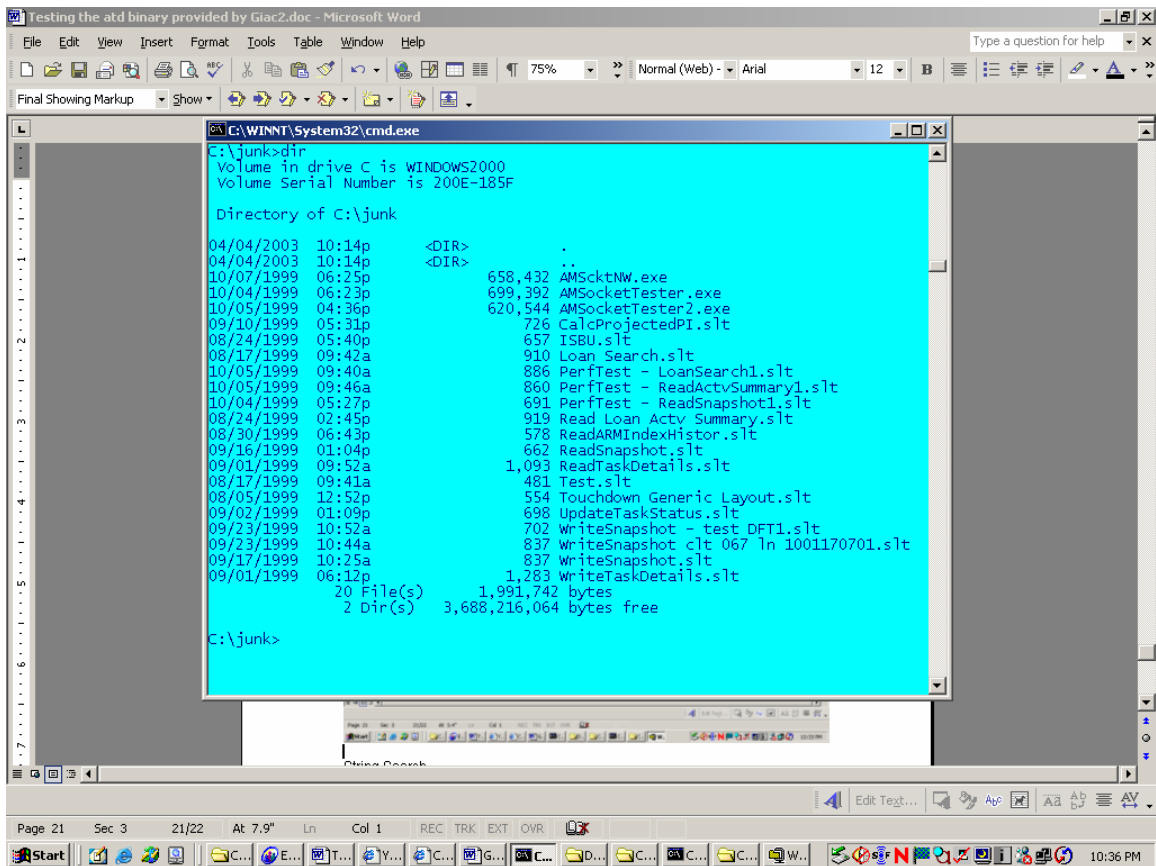 Testing the atd binary provided by Giac2.doc - Microsoft Word
File Edit View Insert Format Tools Table Window Help
Type a question for help
75% Normal (Web) - Arial 12 B
Final Showing Markup Show
C:\WINNT\System32\cmd.exe
C:\junk>dir
Volume in drive C is WINDOWS2000
Volume Serial Number is 200E-185F
Directory of C:\junk
04/04/2003 10:14p <DIR> .
04/04/2003 10:14p <DIR> ..
10/07/1999 06:25p 658,432 AMScktNW.exe
10/04/1999 06:23p 699,392 AMSocketTester.exe
10/05/1999 04:36p 620,544 AMSocketTester2.exe
09/10/1999 05:31p 726 CalcProjectedPI.slt
08/24/1999 05:40p 657 ISBU.slt
08/17/1999 09:42a 910 Loan Search.slt
10/05/1999 09:40a 886 PerfTest - LoanSearch1.slt
10/05/1999 09:46a 860 PerfTest - ReadActvSummary1.slt
10/04/1999 05:27p 691 PerfTest - ReadSnapshot1.slt
08/24/1999 02:45p 919 Read Loan Actv Summary.slt
08/30/1999 06:43p 578 ReadARMIndexHistor.slt
09/16/1999 01:04p 662 ReadSnapshot.slt
09/01/1999 09:52a 1,093 ReadTaskDetails.slt
08/17/1999 09:41a 481 Test.slt
08/05/1999 12:52p 554 Touchdown Generic Layout.slt
09/02/1999 01:09p 698 UpdateTaskStatus.slt
09/23/1999 10:52a 702 WriteSnapshot - test DFT1.slt
09/23/1999 10:44a 837 WriteSnapshot clt 067 ln 1001170701.slt
09/17/1999 10:25a 837 WriteSnapshot.slt
09/01/1999 06:12p 1,283 WriteTaskDetails.slt
20 File(s) 1,991,742 bytes
2 Dir(s) 3,688,216,064 bytes free
C:\junk>
String Search
Edit Text...
Page 21 Sec 3 21/22 At 7.9" Ln Col 1 REC TRK EXT OVR
Start C... E... T... Y... C... G... C... D... C... C... C... W... 10:36 PM